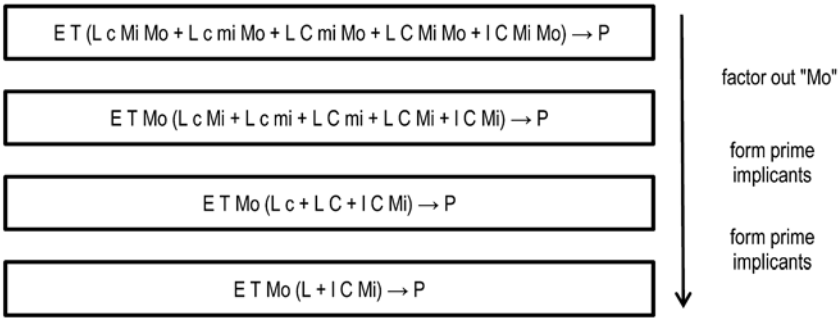 E T (L c Mi Mo + L c mi Mo + L C mi Mo + L C Mi Mo + l C Mi Mo) → P
factor out "Mo"
E T Mo (L c Mi + L c mi + L C mi + L C Mi + l C Mi) → P
form prime
implicants
E T Mo (L c + L C + l C Mi) → P
form prime
implicants
E T Mo (L + l C Mi) → P